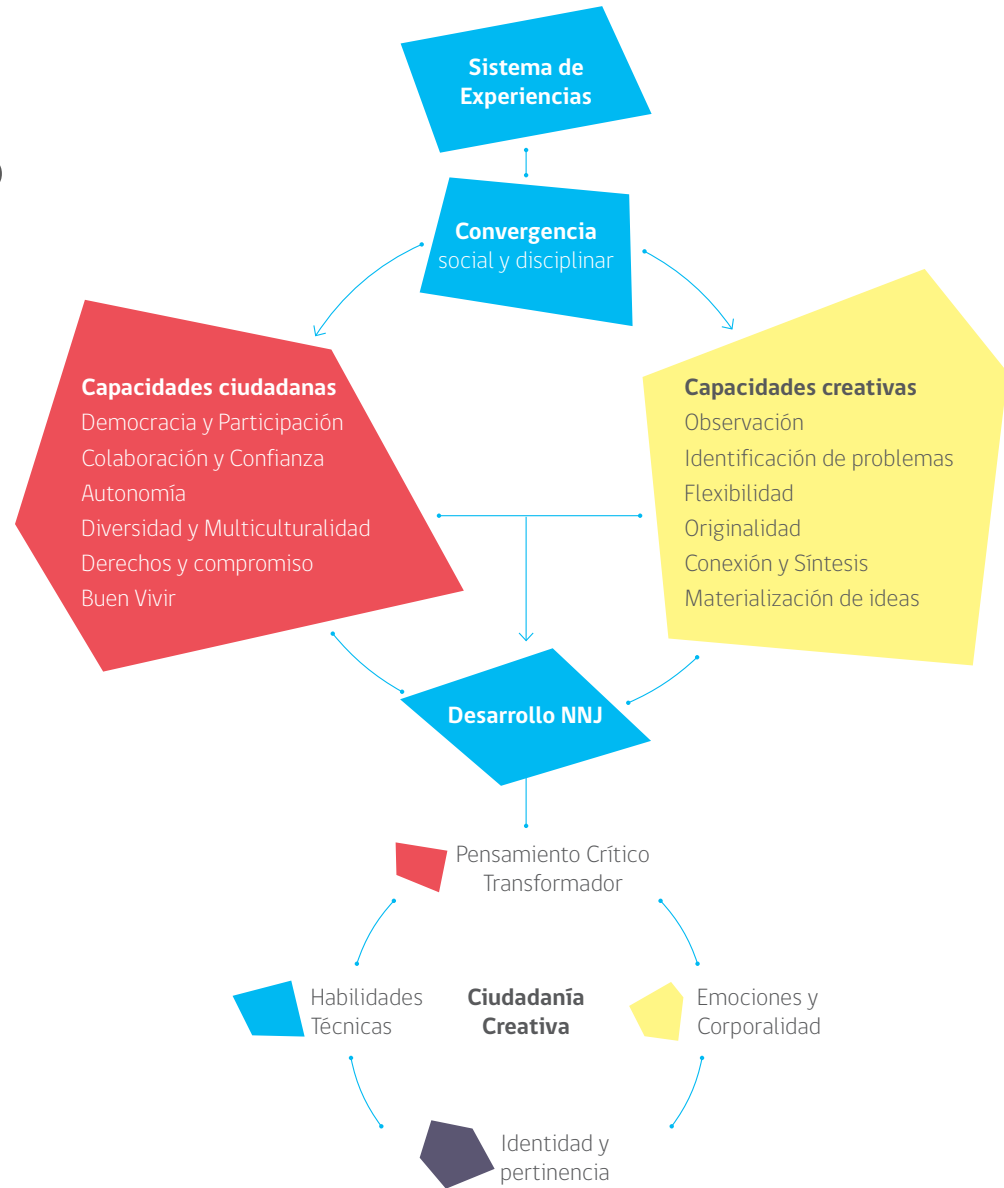 Sistema de
Experiencias
Convergencia
social y disciplinar
Capacidades ciudadanas
Democracia y Participación
Colaboración y Confianza
Autonomía
Diversidad y Multiculturalidad
Derechos y compromiso
Buen Vivir
Capacidades creativas
Observación
Identificación de problemas
Flexibilidad
Originalidad
Conexión y Síntesis
Materialización de ideas
Desarrollo NNJ
Pensamiento Crítico
Transformador
Habilidades
Técnicas
Ciudadanía
Creativa
Emociones y
Corporalidad
Identidad y
pertinencia